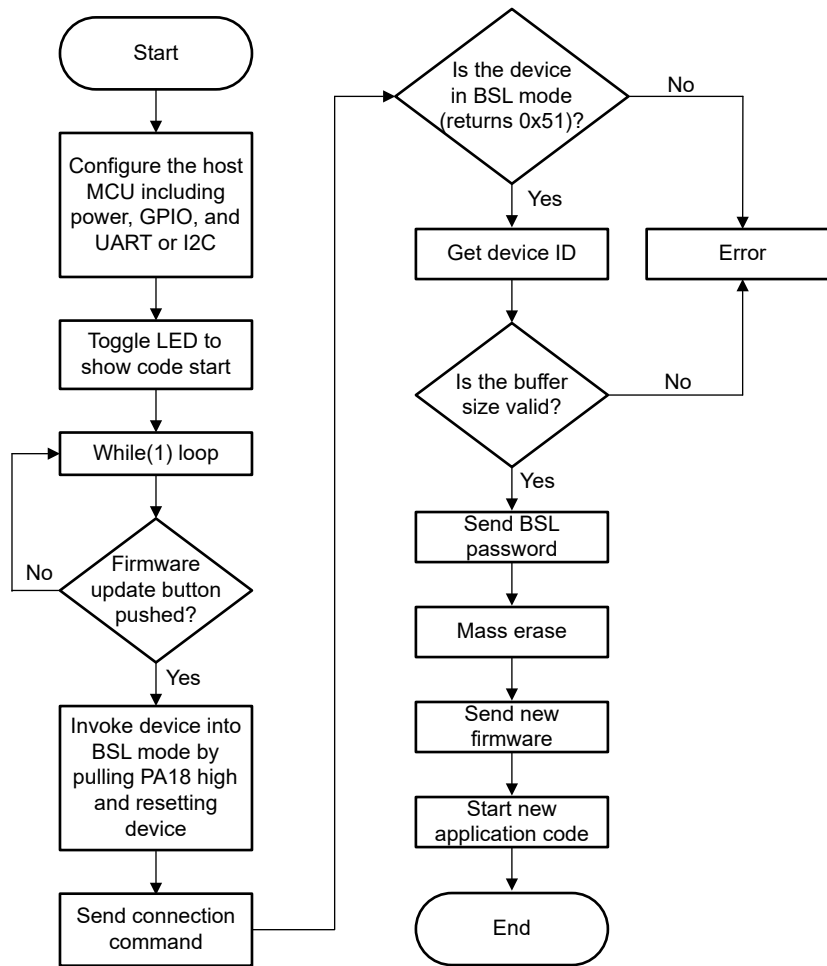 Start
Configure the host
MCU including
power, GPIO, and
UART or I2C
Toggle LED to
show code start
While(1) loop
Firmware
update button
pushed?
No
Yes
Invoke device into
BSL mode by
pulling PA18 high
and resetting
device
Send connection
command
Is the device
in BSL mode
(returns 0x51)?
No
Yes
Get device ID
Error
Is the buffer
size valid?
No
Yes
Send BSL
password
Mass erase
Send new
firmware
Start new
application code
End